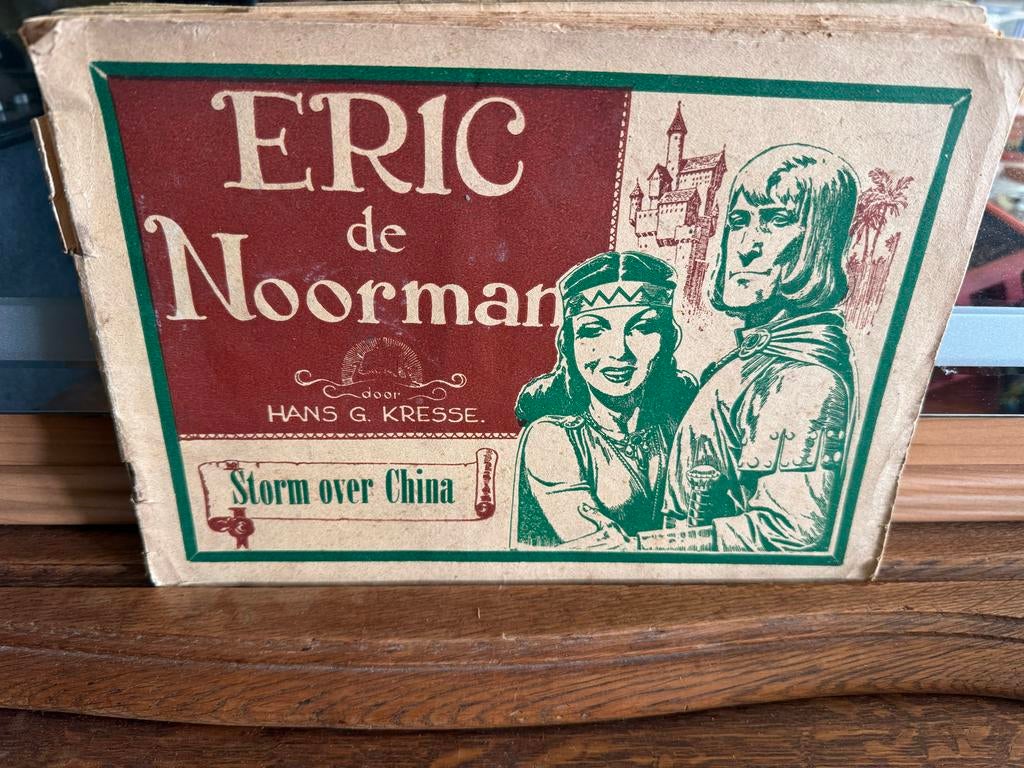 ERIC
de
Noorman
door
HANS G. KRESSE.
Storm over China